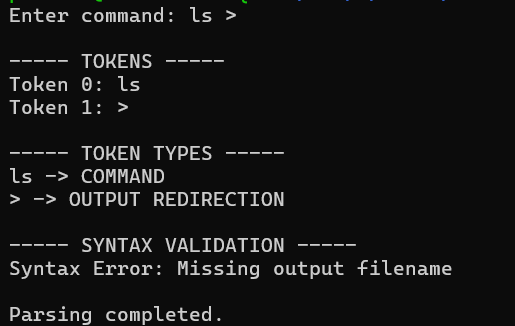 Enter command: ls >
----- TOKENS -----
Token 0: ls
Token 1: >
----- TOKEN TYPES -----
ls -> COMMAND
> -> OUTPUT REDIRECTION
----- SYNTAX VALIDATION -----
Syntax Error: Missing output filename
Parsing completed.